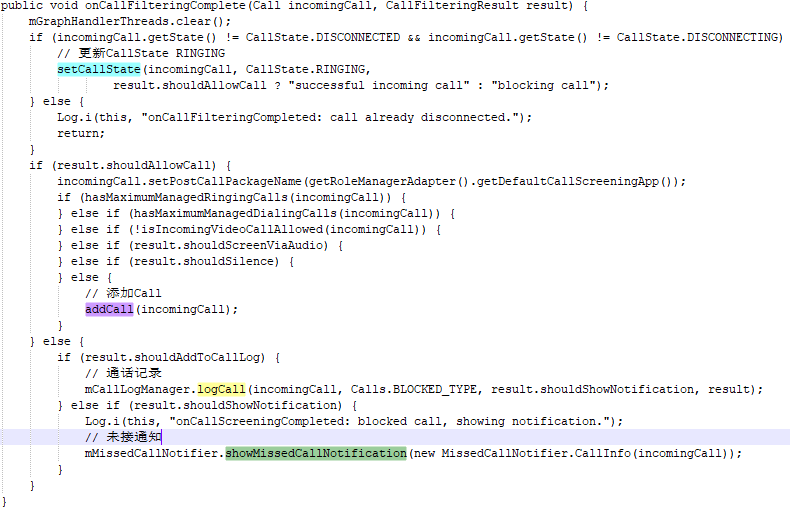 public void onCallFilteringComplete(Call incomingCall, CallFilteringResult result) {
    mGraphHandlerThreads.clear();
    if (incomingCall.getState() != CallState.DISCONNECTED && incomingCall.getState() != CallState.DISCONNECTING)
        // 更新CallState RINGING
        setCallState(incomingCall, CallState.RINGING,
                result.shouldAllowCall ? "successful incoming call" : "blocking call");
    } else {
        Log.i(this, "onCallFilteringCompleted: call already disconnected.");
        return;
    }
    if (result.shouldAllowCall) {
        incomingCall.setPostCallPackageName(getRoleManagerAdapter().getDefaultCallScreeningApp());
        if (hasMaximumManagedRingingCalls(incomingCall)) {
        } else if (hasMaximumManagedDialingCalls(incomingCall)) {
        } else if (!isIncomingVideoCallAllowed(incomingCall)) {
        } else if (result.shouldScreenViaAudio) {
        } else if (result.shouldSilence) {
        } else {
            // 添加Call
            addCall(incomingCall);
        }
    } else {
        if (result.shouldAddToCallLog) {
            // 通话记录
            mCallLogManager.logCall(incomingCall, Calls.BLOCKED_TYPE, result.shouldShowNotification, result);
        } else if (result.shouldShowNotification) {
            Log.i(this, "onCallScreeningCompleted: blocked call, showing notification.");
            // 未接通知
            mMissedCallNotifier.showMissedCallNotification(new MissedCallNotifier.CallInfo(incomingCall));
        }
    }
}